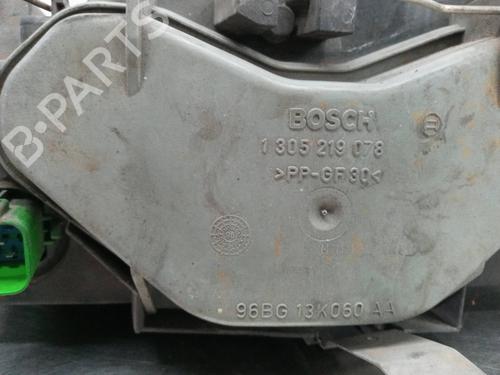 B-PARTS
BOSCH
1 305 219 078
>PP-GF30<
96BG 13K060 AA